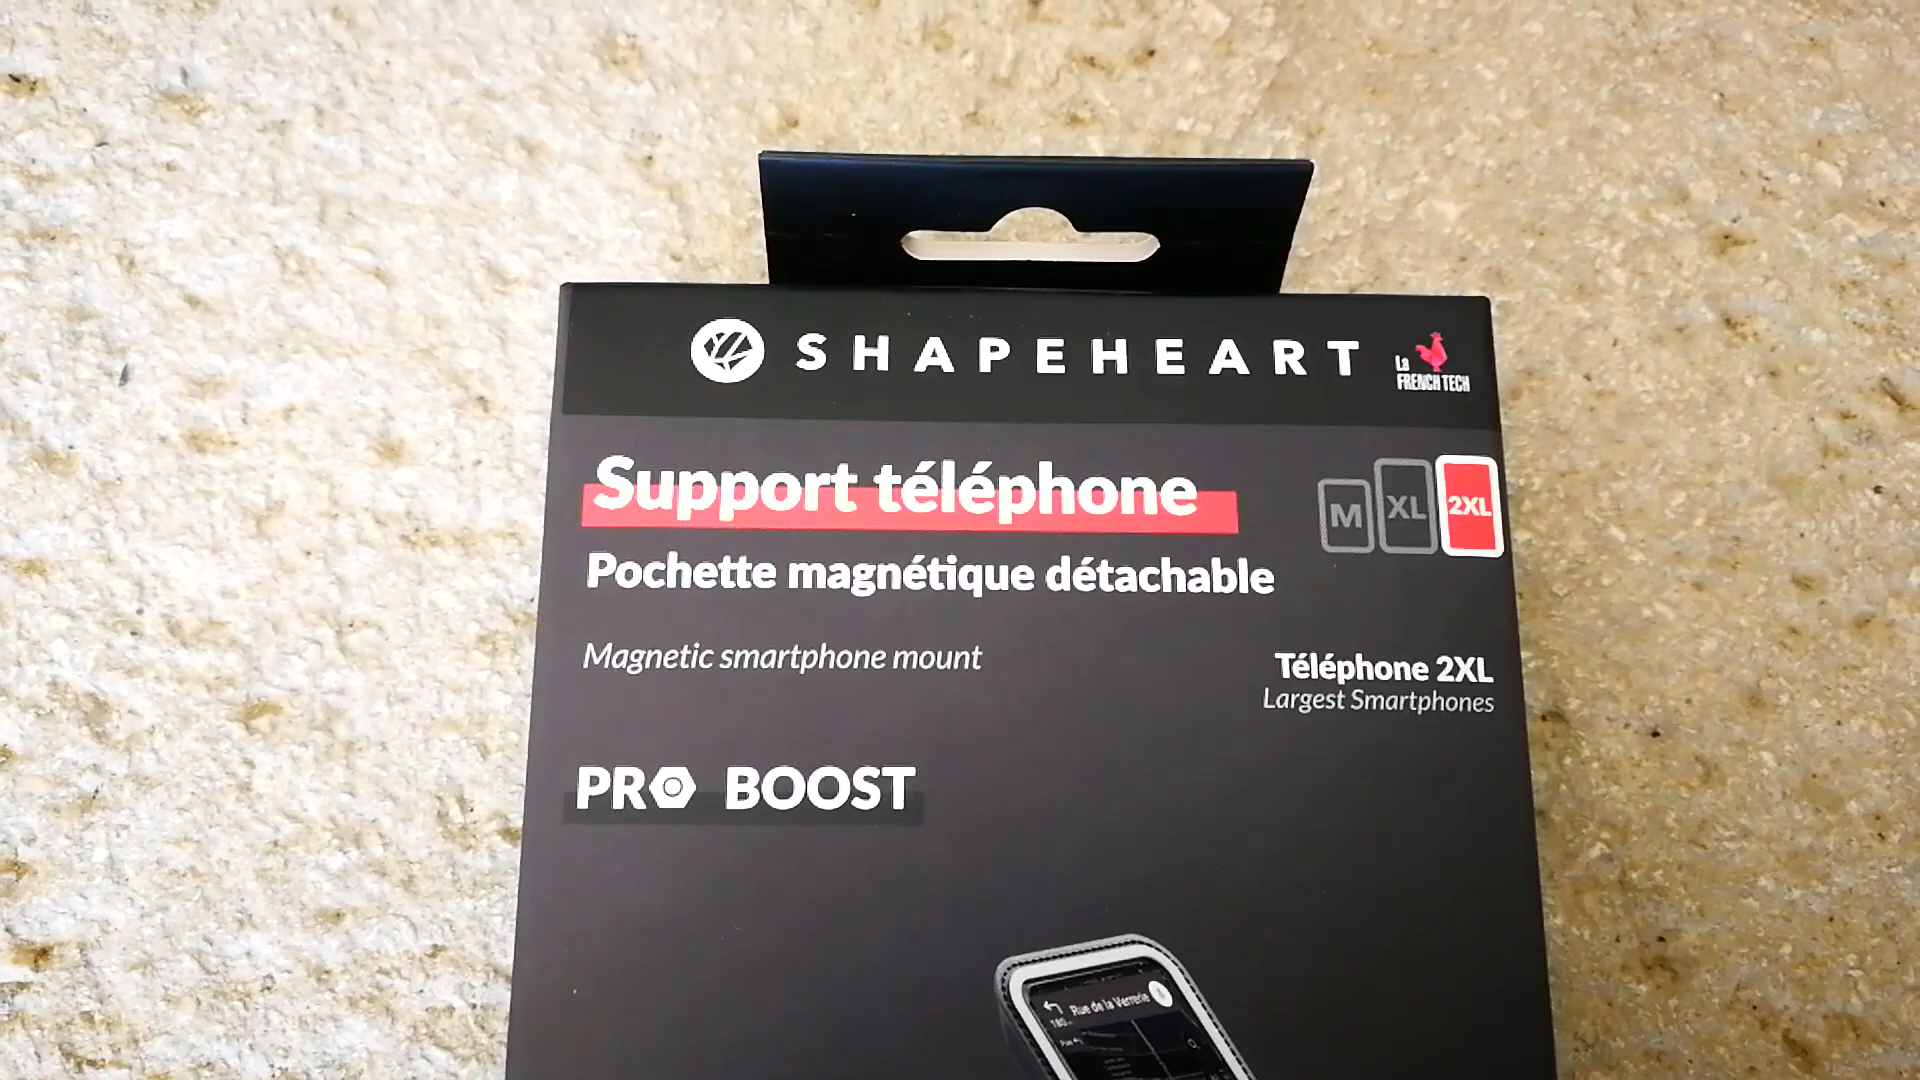 SHAPEHEART
La
FRENCH TECH
Support téléphone
M XL 2XL
Pochette magnétique détachable
Magnetic smartphone mount
Téléphone 2XL
Largest Smartphones
PRO BOOST
Rue de la Verrerie